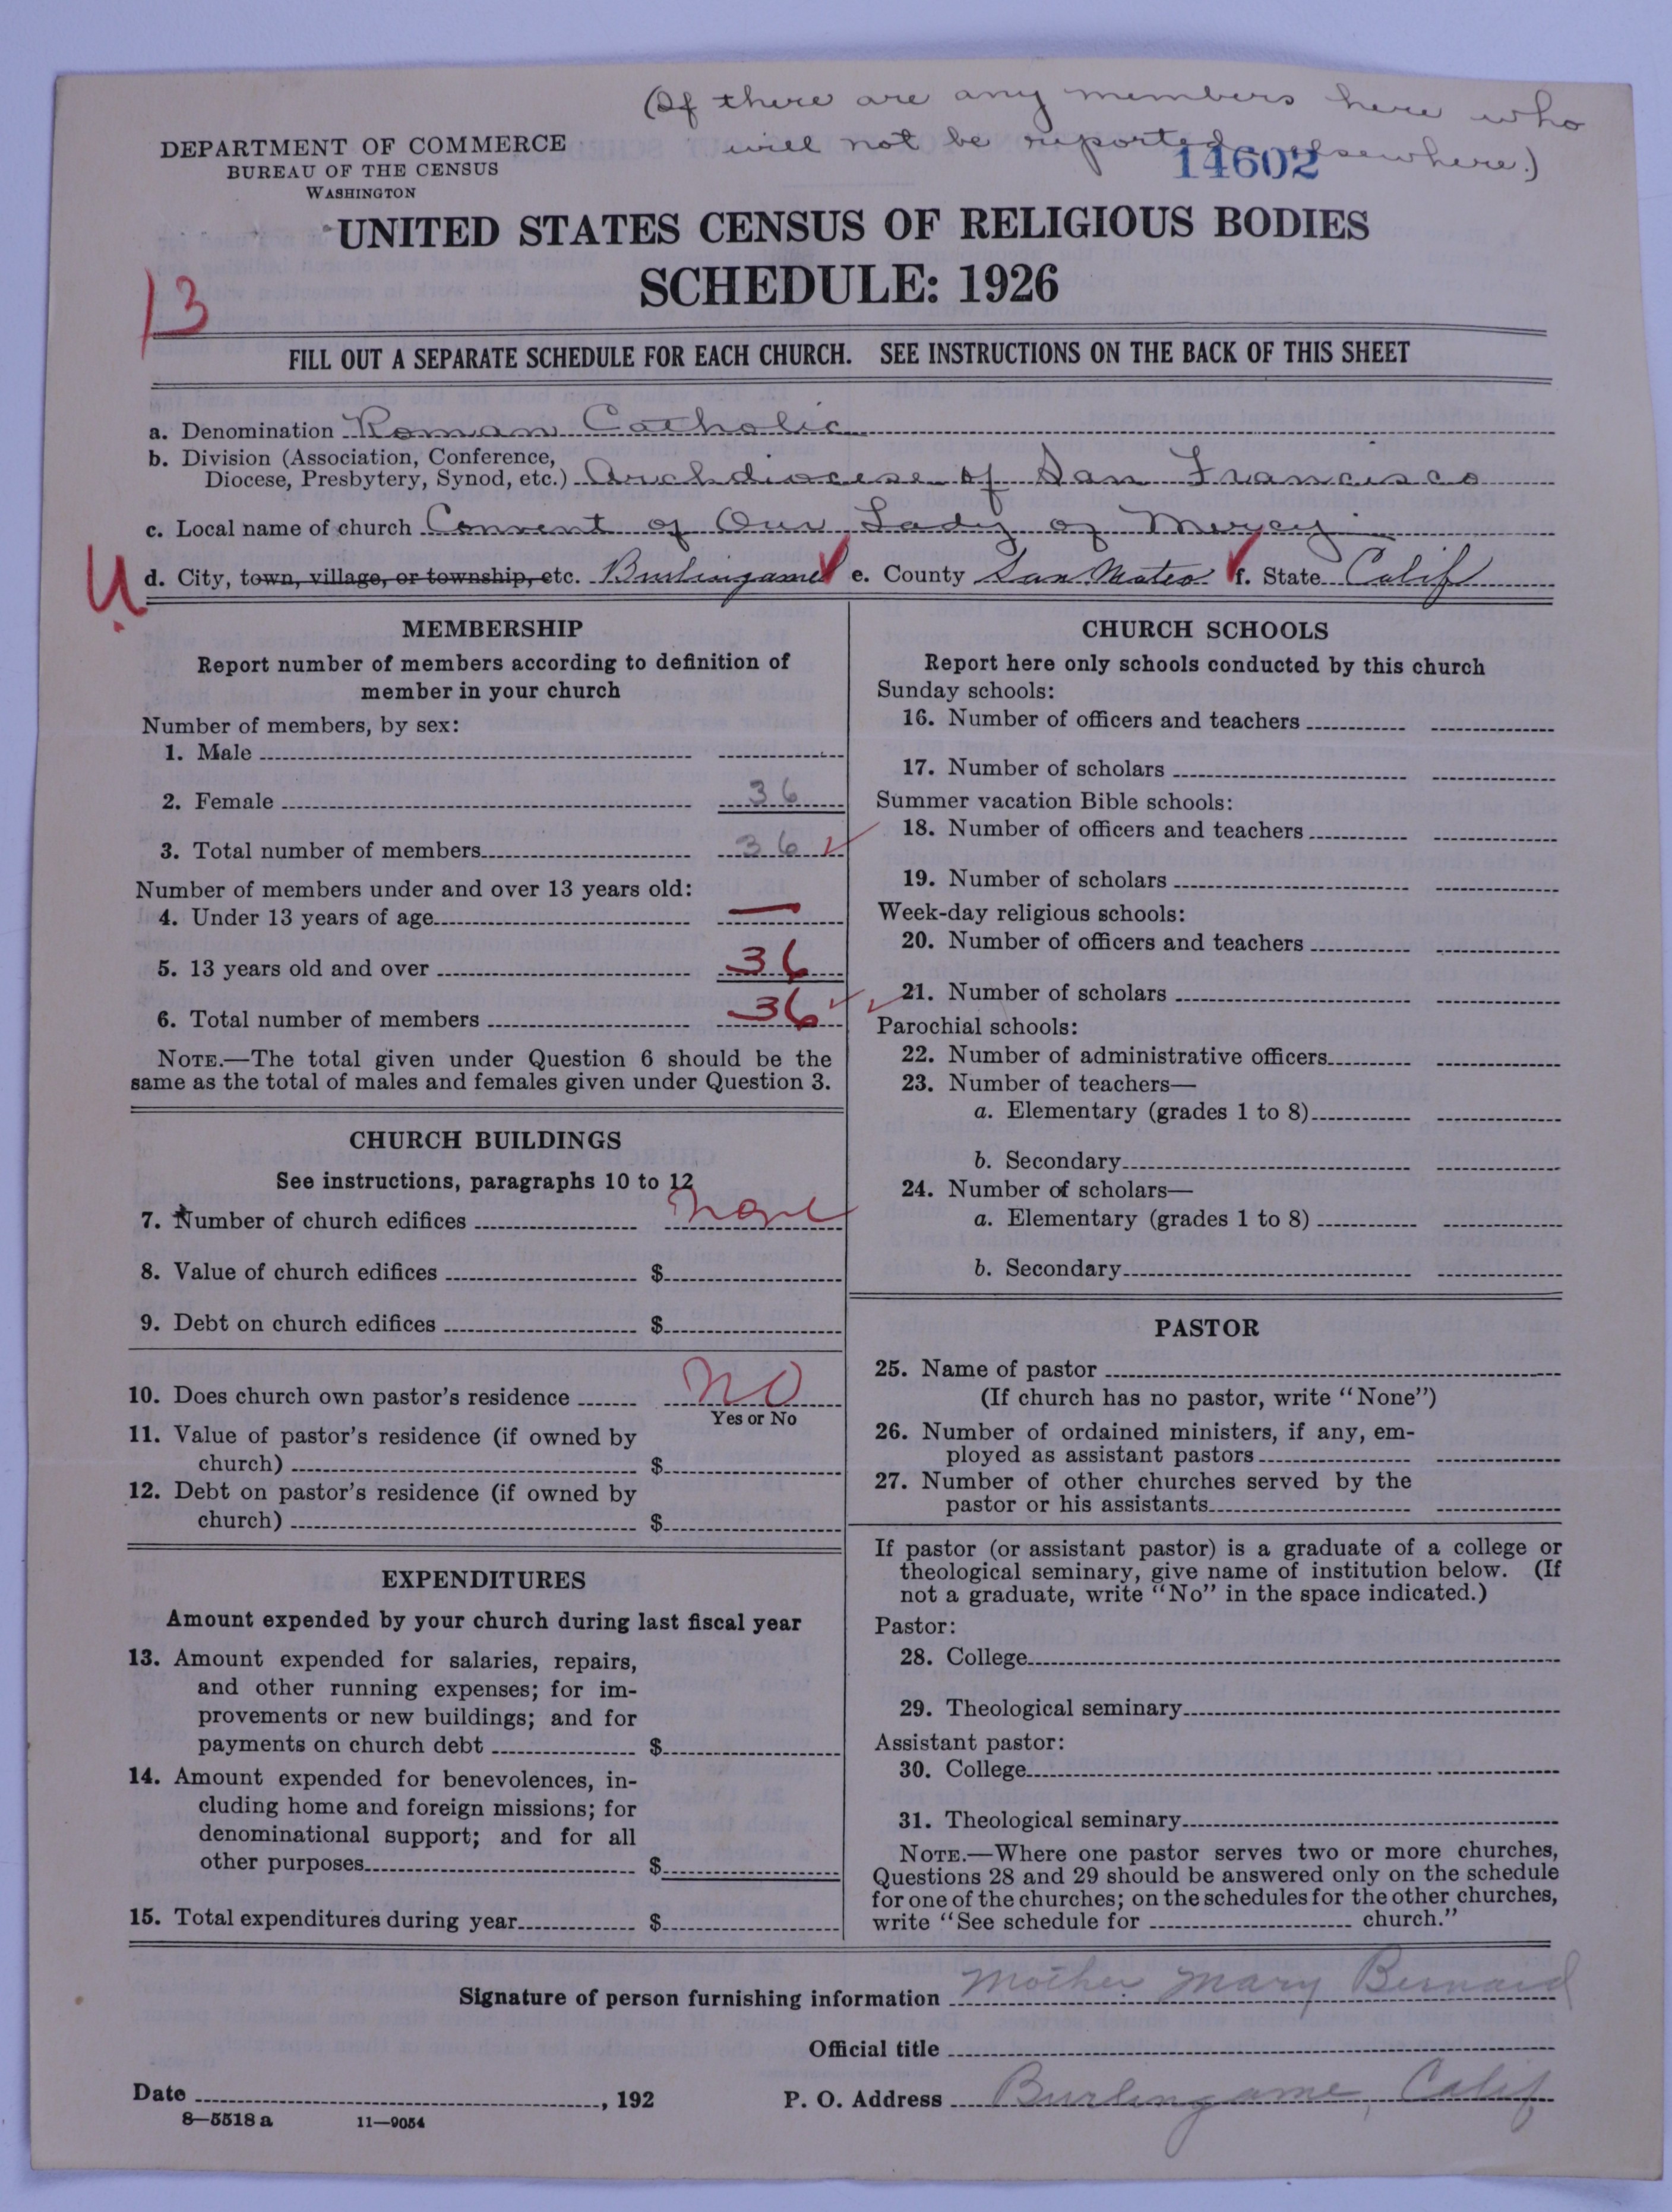 (If there are any members here who
will not be reported elsewhere.)
DEPARTMENT OF COMMERCE
BUREAU OF THE CENSUS
WASHINGTON
14602
UNITED STATES CENSUS OF RELIGIOUS BODIES
SCHEDULE: 1926
13
FILL OUT A SEPARATE SCHEDULE FOR EACH CHURCH. SEE INSTRUCTIONS ON THE BACK OF THIS SHEET
a. Denomination Roman Catholic
b. Division (Association, Conference,
Diocese, Presbytery, Synod, etc.) Archdiocese of San Francisco
c. Local name of church Convent of Our Lady of Mercy
U d. City, town, village, or township, etc. Burlingame e. County San Mateo f. State Calif
MEMBERSHIP
Report number of members according to definition of
member in your church
Number of members, by sex:
1. Male
2. Female 36
3. Total number of members 36
Number of members under and over 13 years old:
4. Under 13 years of age —
5. 13 years old and over 36
6. Total number of members 36
NOTE.—The total given under Question 6 should be the
same as the total of males and females given under Question 3.
CHURCH BUILDINGS
See instructions, paragraphs 10 to 12
7. Number of church edifices none
8. Value of church edifices $
9. Debt on church edifices $
10. Does church own pastor's residence NO
Yes or No
11. Value of pastor's residence (if owned by
church) $
12. Debt on pastor's residence (if owned by
church) $
EXPENDITURES
Amount expended by your church during last fiscal year
13. Amount expended for salaries, repairs,
and other running expenses; for im-
provements or new buildings; and for
payments on church debt $
14. Amount expended for benevolences, in-
cluding home and foreign missions; for
denominational support; and for all
other purposes $
15. Total expenditures during year $
CHURCH SCHOOLS
Report here only schools conducted by this church
Sunday schools:
16. Number of officers and teachers
17. Number of scholars
Summer vacation Bible schools:
18. Number of officers and teachers
19. Number of scholars
Week-day religious schools:
20. Number of officers and teachers
21. Number of scholars
Parochial schools:
22. Number of administrative officers
23. Number of teachers—
a. Elementary (grades 1 to 8)
b. Secondary
24. Number of scholars—
a. Elementary (grades 1 to 8)
b. Secondary
PASTOR
25. Name of pastor
(If church has no pastor, write "None")
26. Number of ordained ministers, if any, em-
ployed as assistant pastors
27. Number of other churches served by the
pastor or his assistants
If pastor (or assistant pastor) is a graduate of a college or
theological seminary, give name of institution below. (If
not a graduate, write "No" in the space indicated.)
Pastor:
28. College
29. Theological seminary
Assistant pastor:
30. College
31. Theological seminary
NOTE.—Where one pastor serves two or more churches,
Questions 28 and 29 should be answered only on the schedule
for one of the churches; on the schedules for the other churches,
write "See schedule for church."
Signature of person furnishing information Mother Mary Bernard
Official title
Date , 192 P. O. Address Burlingame, Calif
8—5518 a 11—9054